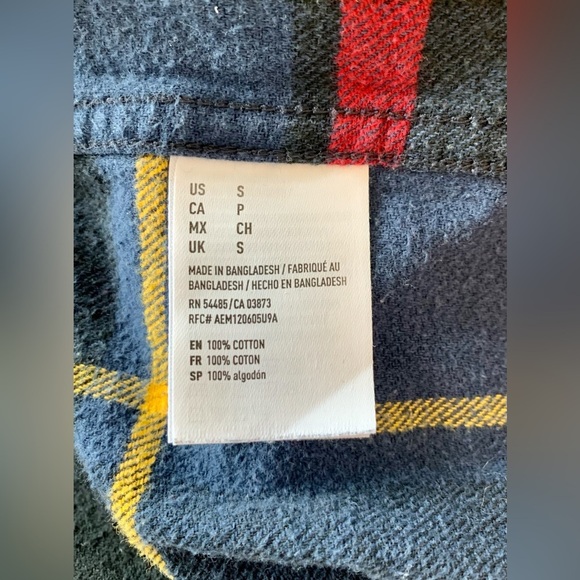 US S
CA P
MX CH
UK S
MADE IN BANGLADESH / FABRIQUÉ AU
BANGLADESH / HECHO EN BANGLADESH
RN 54485/CA 03873
RFC# AEM120605U9A
EN 100% COTTON
FR 100% COTON
SP 100% algodón